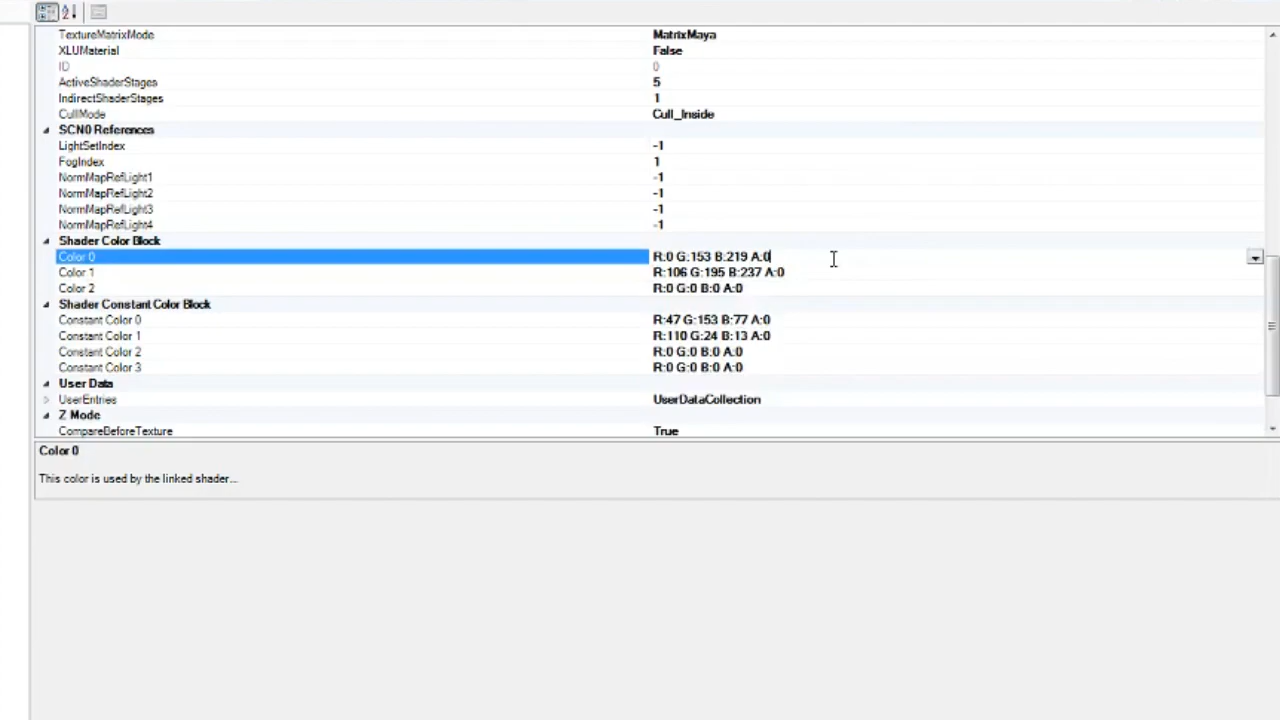 TextureMatrixMode MatrixMaya
XLUMaterial False
ID 0
ActiveShaderStages 5
IndirectShaderStages 1
CullMode Cull_Inside
SCN0 References
LightSetIndex -1
FogIndex 1
NormMapRefLight1 -1
NormMapRefLight2 -1
NormMapRefLight3 -1
NormMapRefLight4 -1
Shader Color Block
Color 0 R:0 G:153 B:219 A:0
Color 1 R:106 G:195 B:237 A:0
Color 2 R:0 G:0 B:0 A:0
Shader Constant Color Block
Constant Color 0 R:47 G:153 B:77 A:0
Constant Color 1 R:110 G:24 B:13 A:0
Constant Color 2 R:0 G:0 B:0 A:0
Constant Color 3 R:0 G:0 B:0 A:0
User Data
UserEntries UserDataCollection
Z Mode
CompareBeforeTexture True
Color 0
This color is used by the linked shader...